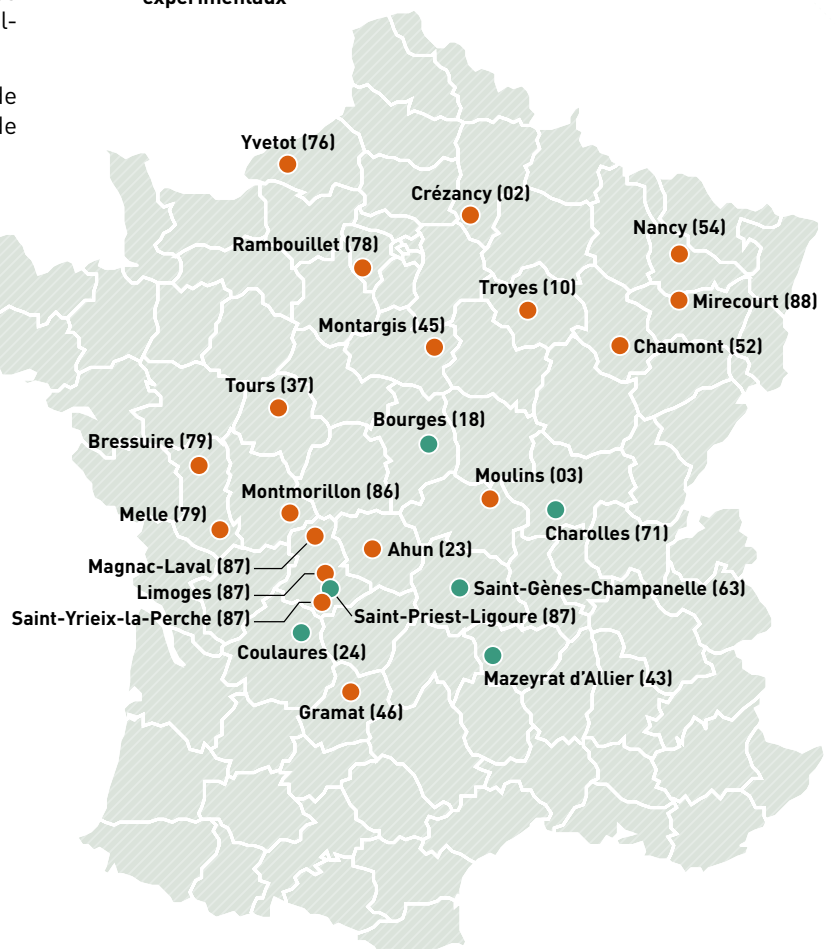 expérimentaux
l-
Yvetot (76)
Crézancy (02)
Nancy (54)
Rambouillet (78)
Troyes (10)
Mirecourt (88)
Montargis (45)
Chaumont (52)
Tours (37)
Bourges (18)
Bressuire (79)
Moulins (03)
Montmorillon (86)
Melle (79)
Charolles (71)
Ahun (23)
Magnac-Laval (87)
Limoges (87)
Saint-Gènes-Champanelle (63)
Saint-Yrieix-la-Perche (87)
Saint-Priest-Ligoure (87)
Coulaures (24)
Mazeyrat d'Allier (43)
Gramat (46)